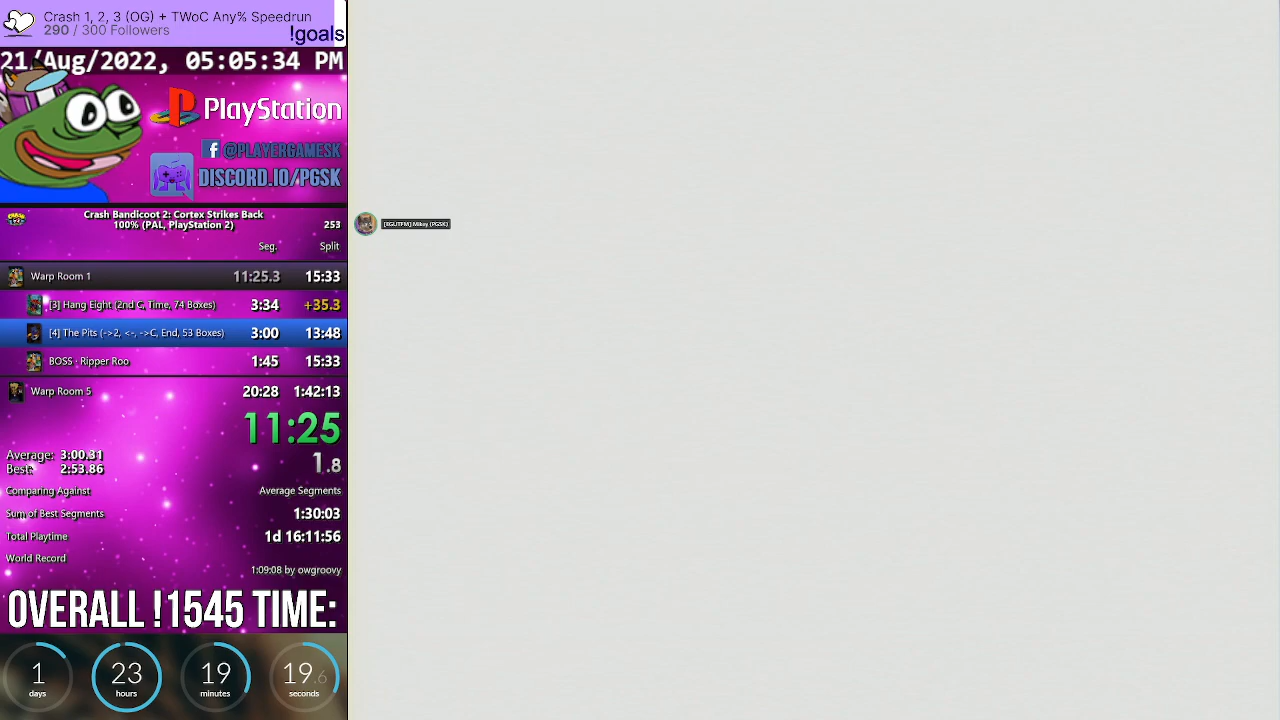 Crash 1, 2, 3 (OG) + TWoC Any% Speedrun
290 / 300 Followers
!goals
21/Aug/2022, 05:05:34 PM
PlayStation
@PLAYERGAMESK
DISCORD.IO/PGSK
Crash Bandicoot 2: Cortex Strikes Back
100% (PAL, PlayStation 2) 253
Seg. Split
Warp Room 1 11:25.3 15:33
[3] Hang Eight (2nd C, Time, 74 Boxes) 3:34 +35.3
[4] The Pits (->2, <-, ->C, End, 53 Boxes) 3:00 13:48
BOSS - Ripper Roo 1:45 15:33
Warp Room 5 20:28 1:42:13
11:25
Average: 3:00.31
Best: 2:53.86
1.8
Comparing Against Average Segments
Sum of Best Segments 1:30:03
Total Playtime 1d 16:11:56
World Record
1:09:08 by owgroovy
OVERALL !1545 TIME:
1 23 19 19.6
days hours minutes seconds
Mikey (PGSK)